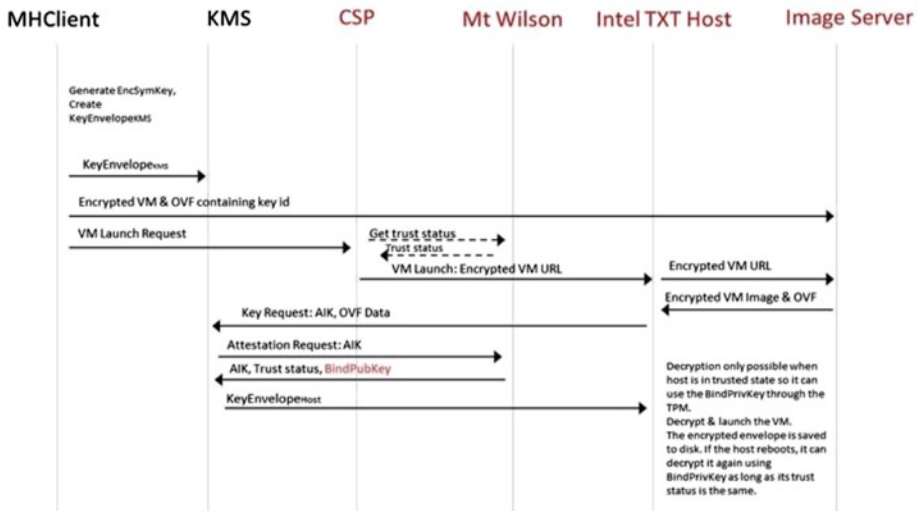 MHClient KMS CSP Mt Wilson Intel TXT Host Image Server
Generate EncSymKey,
Create
KeyEnvelopeKMS
KeyEnvelopeKMS
Encrypted VM & OVF containing key id
VM Launch Request
Get trust status
Trust status
VM Launch: Encrypted VM URL
Encrypted VM URL
Encrypted VM Image & OVF
Key Request: AIK, OVF Data
Attestation Request: AIK
AIK, Trust status, BindPubKey
KeyEnvelopeHost
Decryption only possible when
host is in trusted state so it can
use the BindPrivKey through the
TPM.
Decrypt & launch the VM.
The encrypted envelope is saved
to disk. If the host reboots, it can
decrypt it again using
BindPrivKey as long as its trust
status is the same.